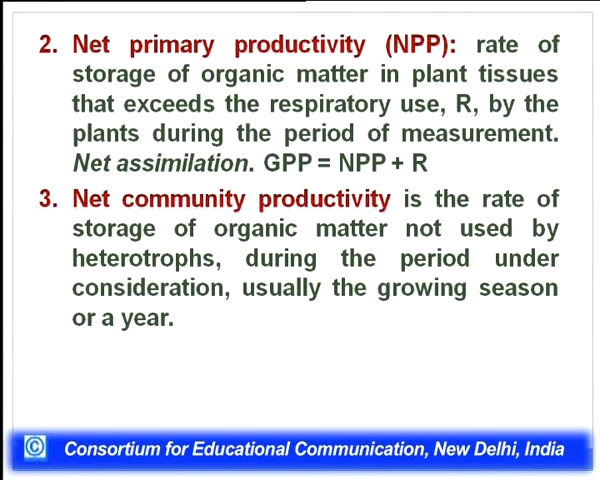 2. Net primary productivity (NPP): rate of
storage of organic matter in plant tissues
that exceeds the respiratory use, R, by the
plants during the period of measurement.
Net assimilation. GPP = NPP + R
3. Net community productivity is the rate of
storage of organic matter not used by
heterotrophs, during the period under
consideration, usually the growing season
or a year.
© Consortium for Educational Communication, New Delhi, India